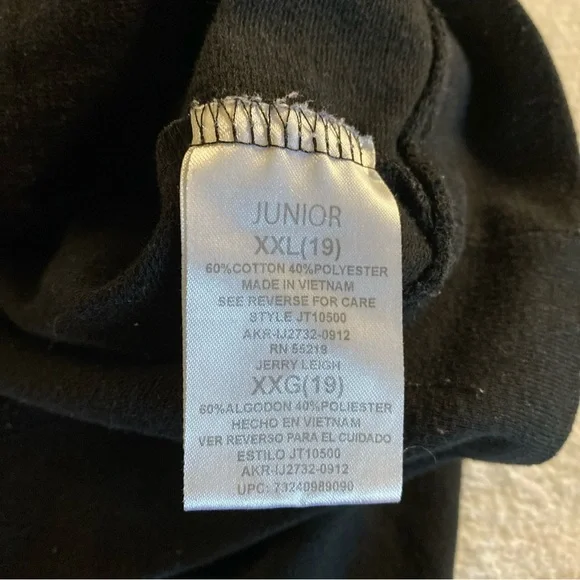 JUNIOR
XXL(19)
60%COTTON 40%POLYESTER
MADE IN VIETNAM
SEE REVERSE FOR CARE
STYLE JT10500
AKR-IJ2732-0912
RN 55219
JERRY LEIGH
XXG(19)
60%ALGODON 40%POLIESTER
HECHO EN VIETNAM
VER REVERSO PARA EL CUIDADO
ESTILO JT10500
AKR-IJ2732-0912
UPC: 73240989090